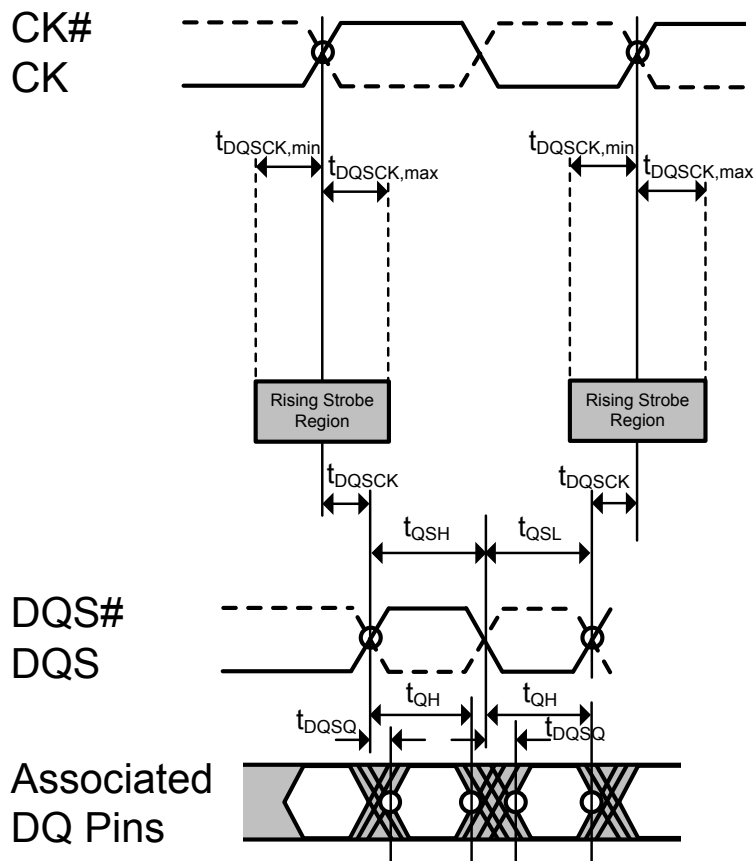 CK#
CK
tDQSCK,min
tDQSCK,min
tDQSCK,max
tDQSCK,max
Rising Strobe
Region
Rising Strobe
Region
tDQSCK
tDQSCK
tQSH
tQSL
DQS#
DQS
tQH
tQH
tDQSQ
tDQSQ
Associated
DQ Pins